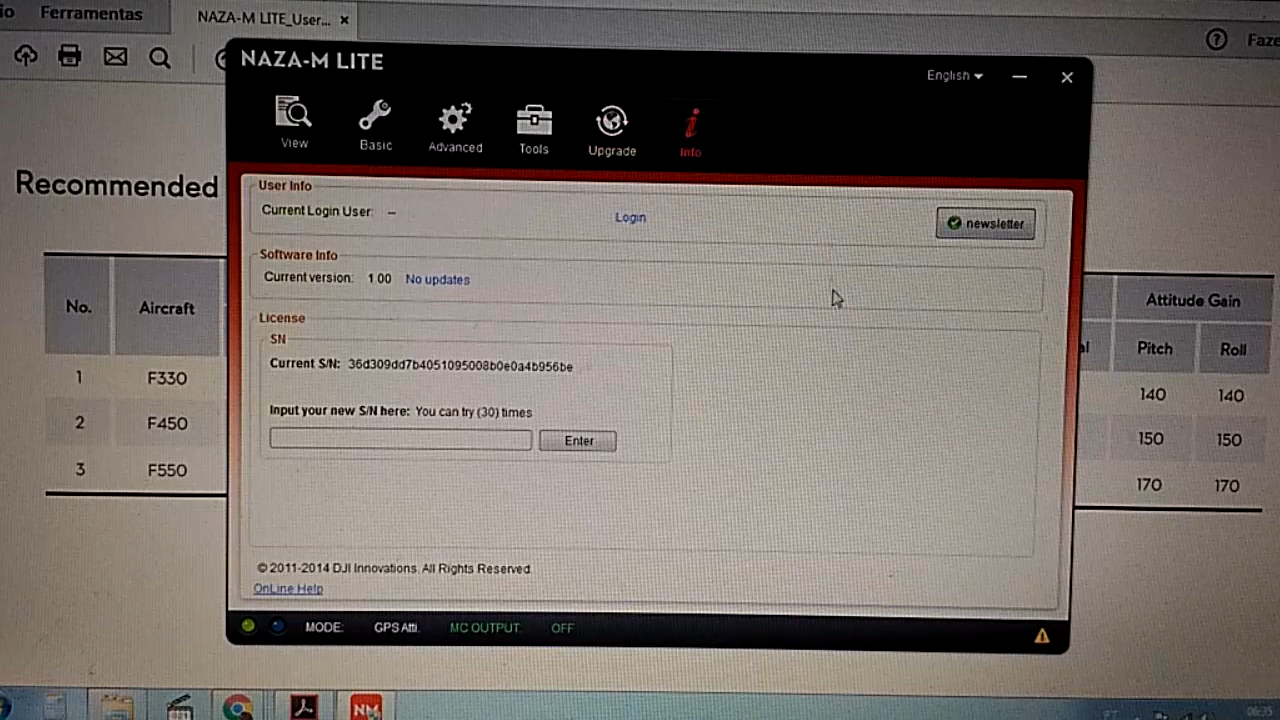 Ferramentas
NAZA-M LITE_User... ×
Faze
NAZA-M LITE
English
View Basic Advanced Tools Upgrade Info
Recommended
User Info
Current Login User: –
Login
newsletter
Software Info
Current version: 1.00 No updates
License
SN
Current S/N: 36d309dd7b4051095008b0e0a4b956be
Input your new S/N here: You can try (30) times
Enter
© 2011-2014 DJI Innovations. All Rights Reserved.
OnLine Help
MODE: GPS Atti. MC OUTPUT: OFF
No. Aircraft Attitude Gain
Pitch Roll
1 F330 140 140
2 F450 150 150
3 F550 170 170
NM
06:35